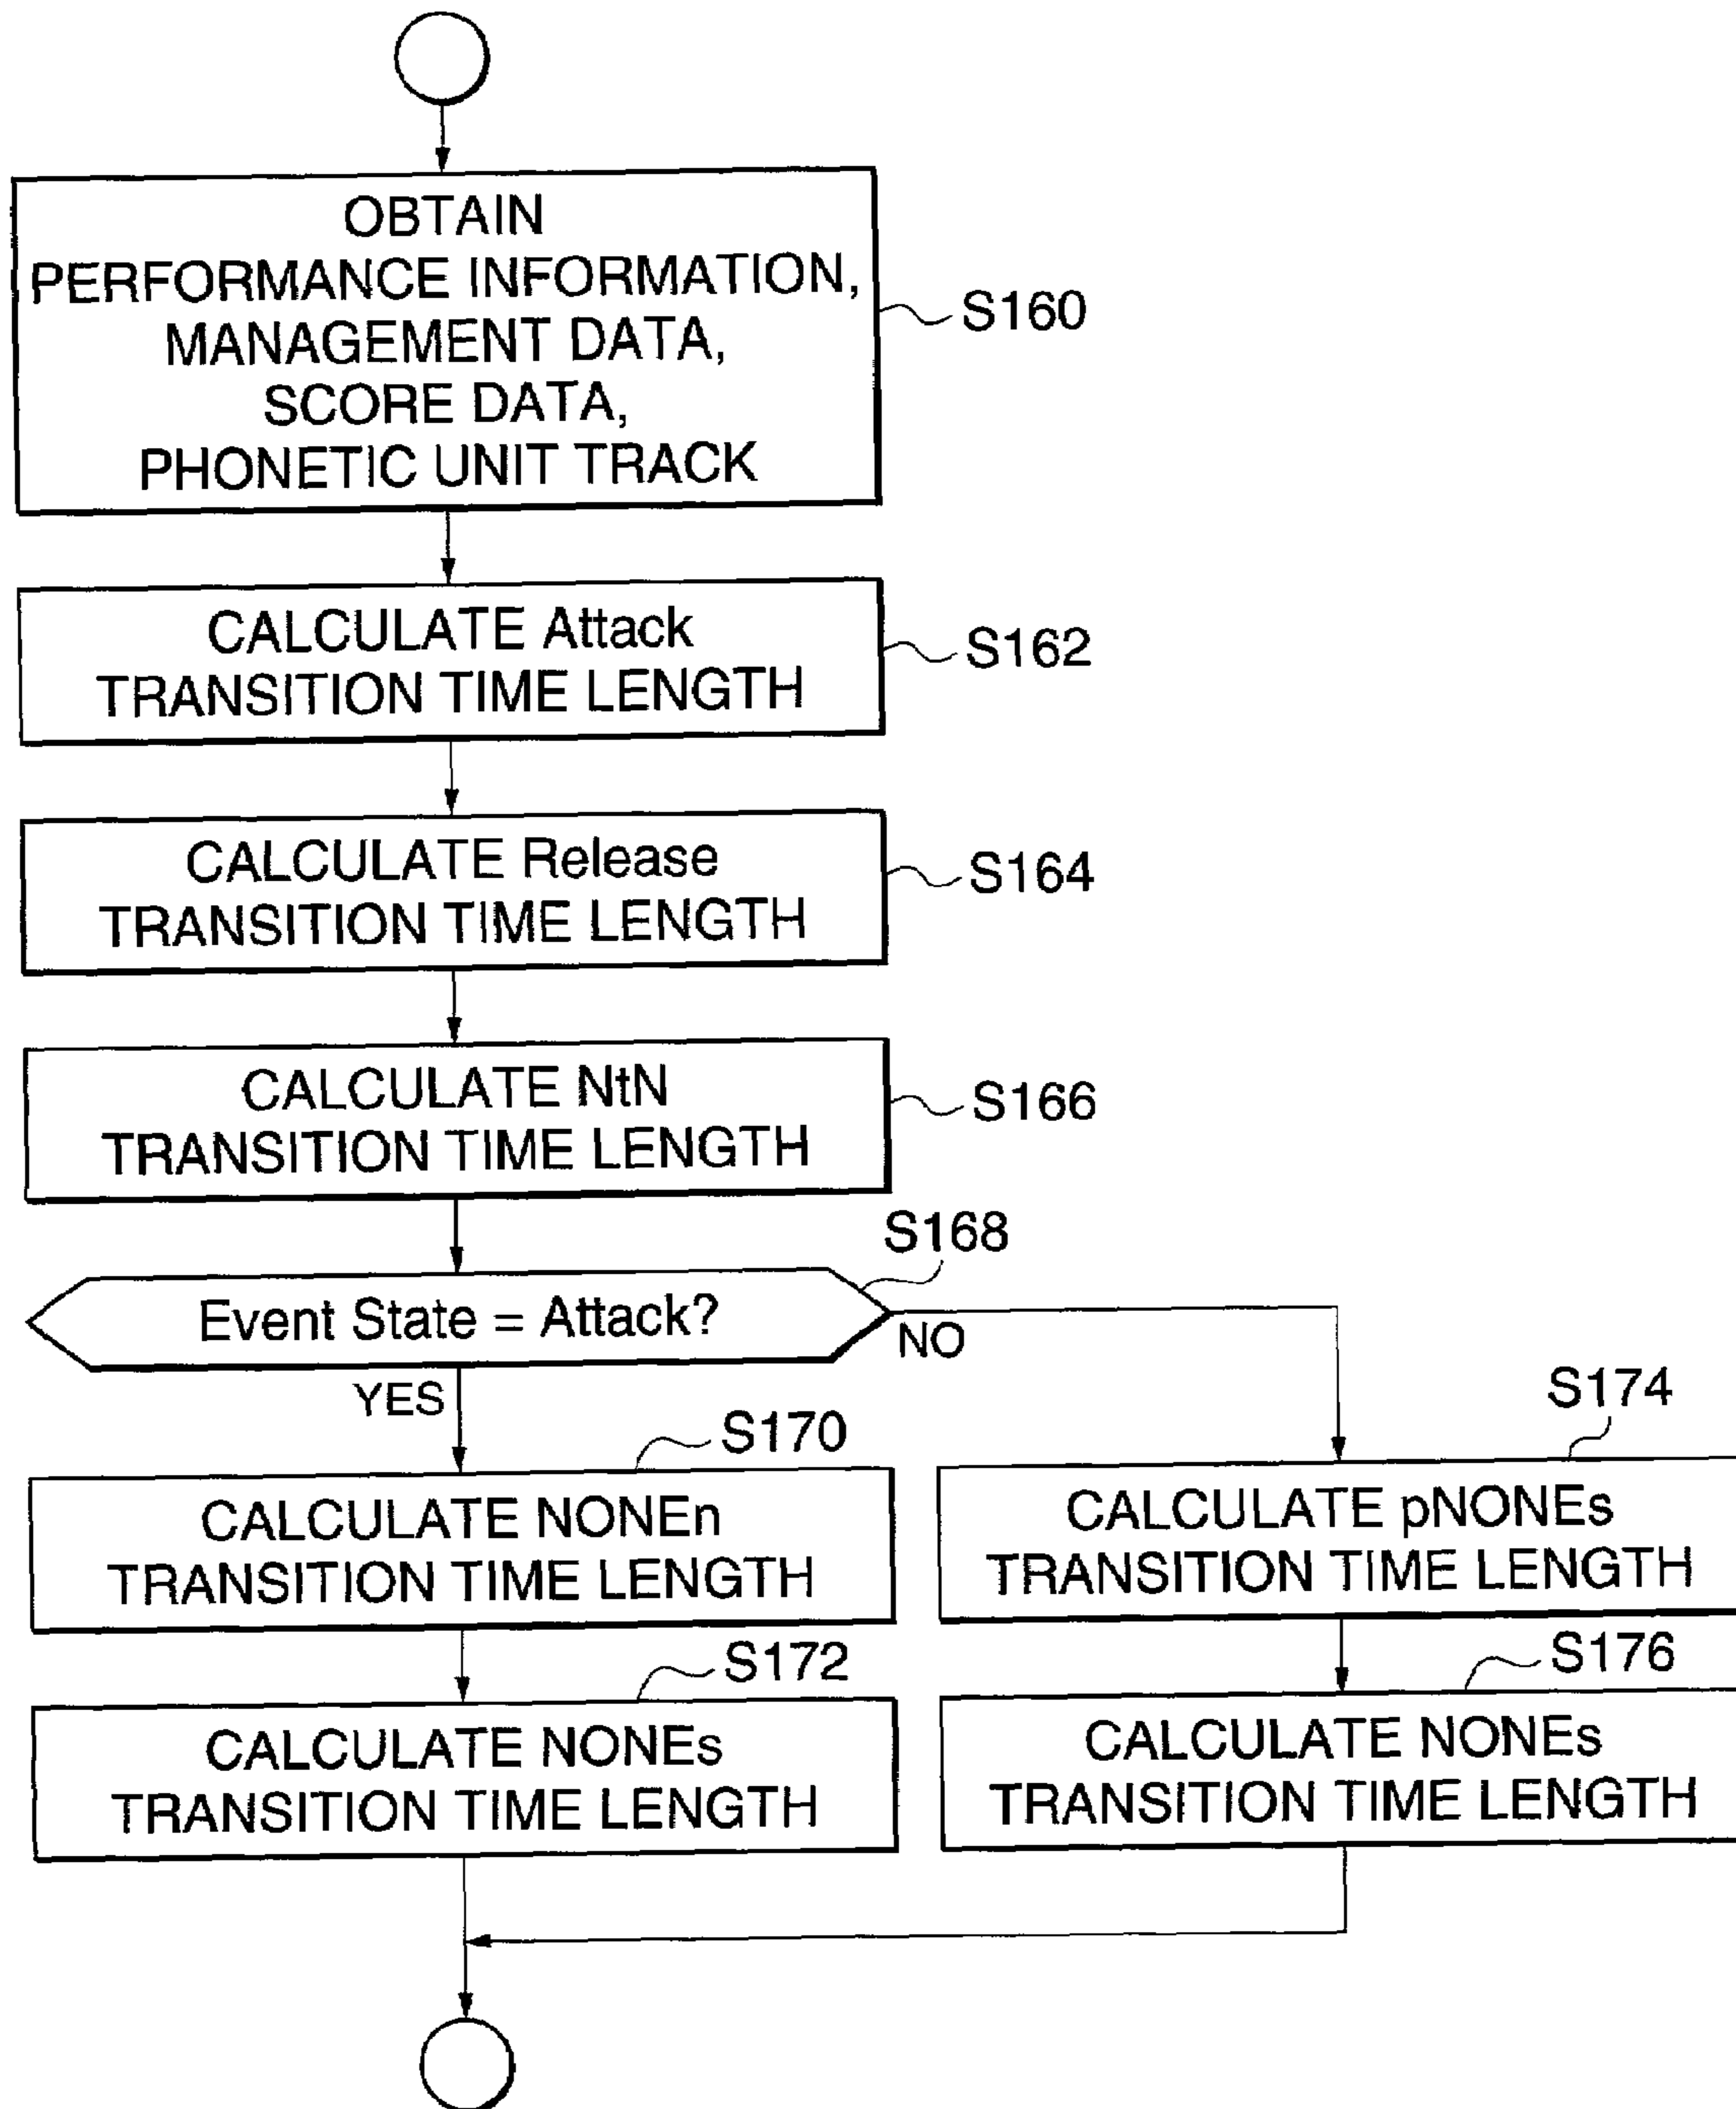 OBTAIN
PERFORMANCE INFORMATION,
MANAGEMENT DATA,
SCORE DATA,
PHONETIC UNIT TRACK
S160
CALCULATE Attack
TRANSITION TIME LENGTH
S162
CALCULATE Release
TRANSITION TIME LENGTH
S164
CALCULATE NtN
TRANSITION TIME LENGTH
S166
S168
Event State = Attack?
NO
YES
S170
CALCULATE NONEn
TRANSITION TIME LENGTH
S172
CALCULATE NONEs
TRANSITION TIME LENGTH
S174
CALCULATE pNONEs
TRANSITION TIME LENGTH
S176
CALCULATE NONEs
TRANSITION TIME LENGTH